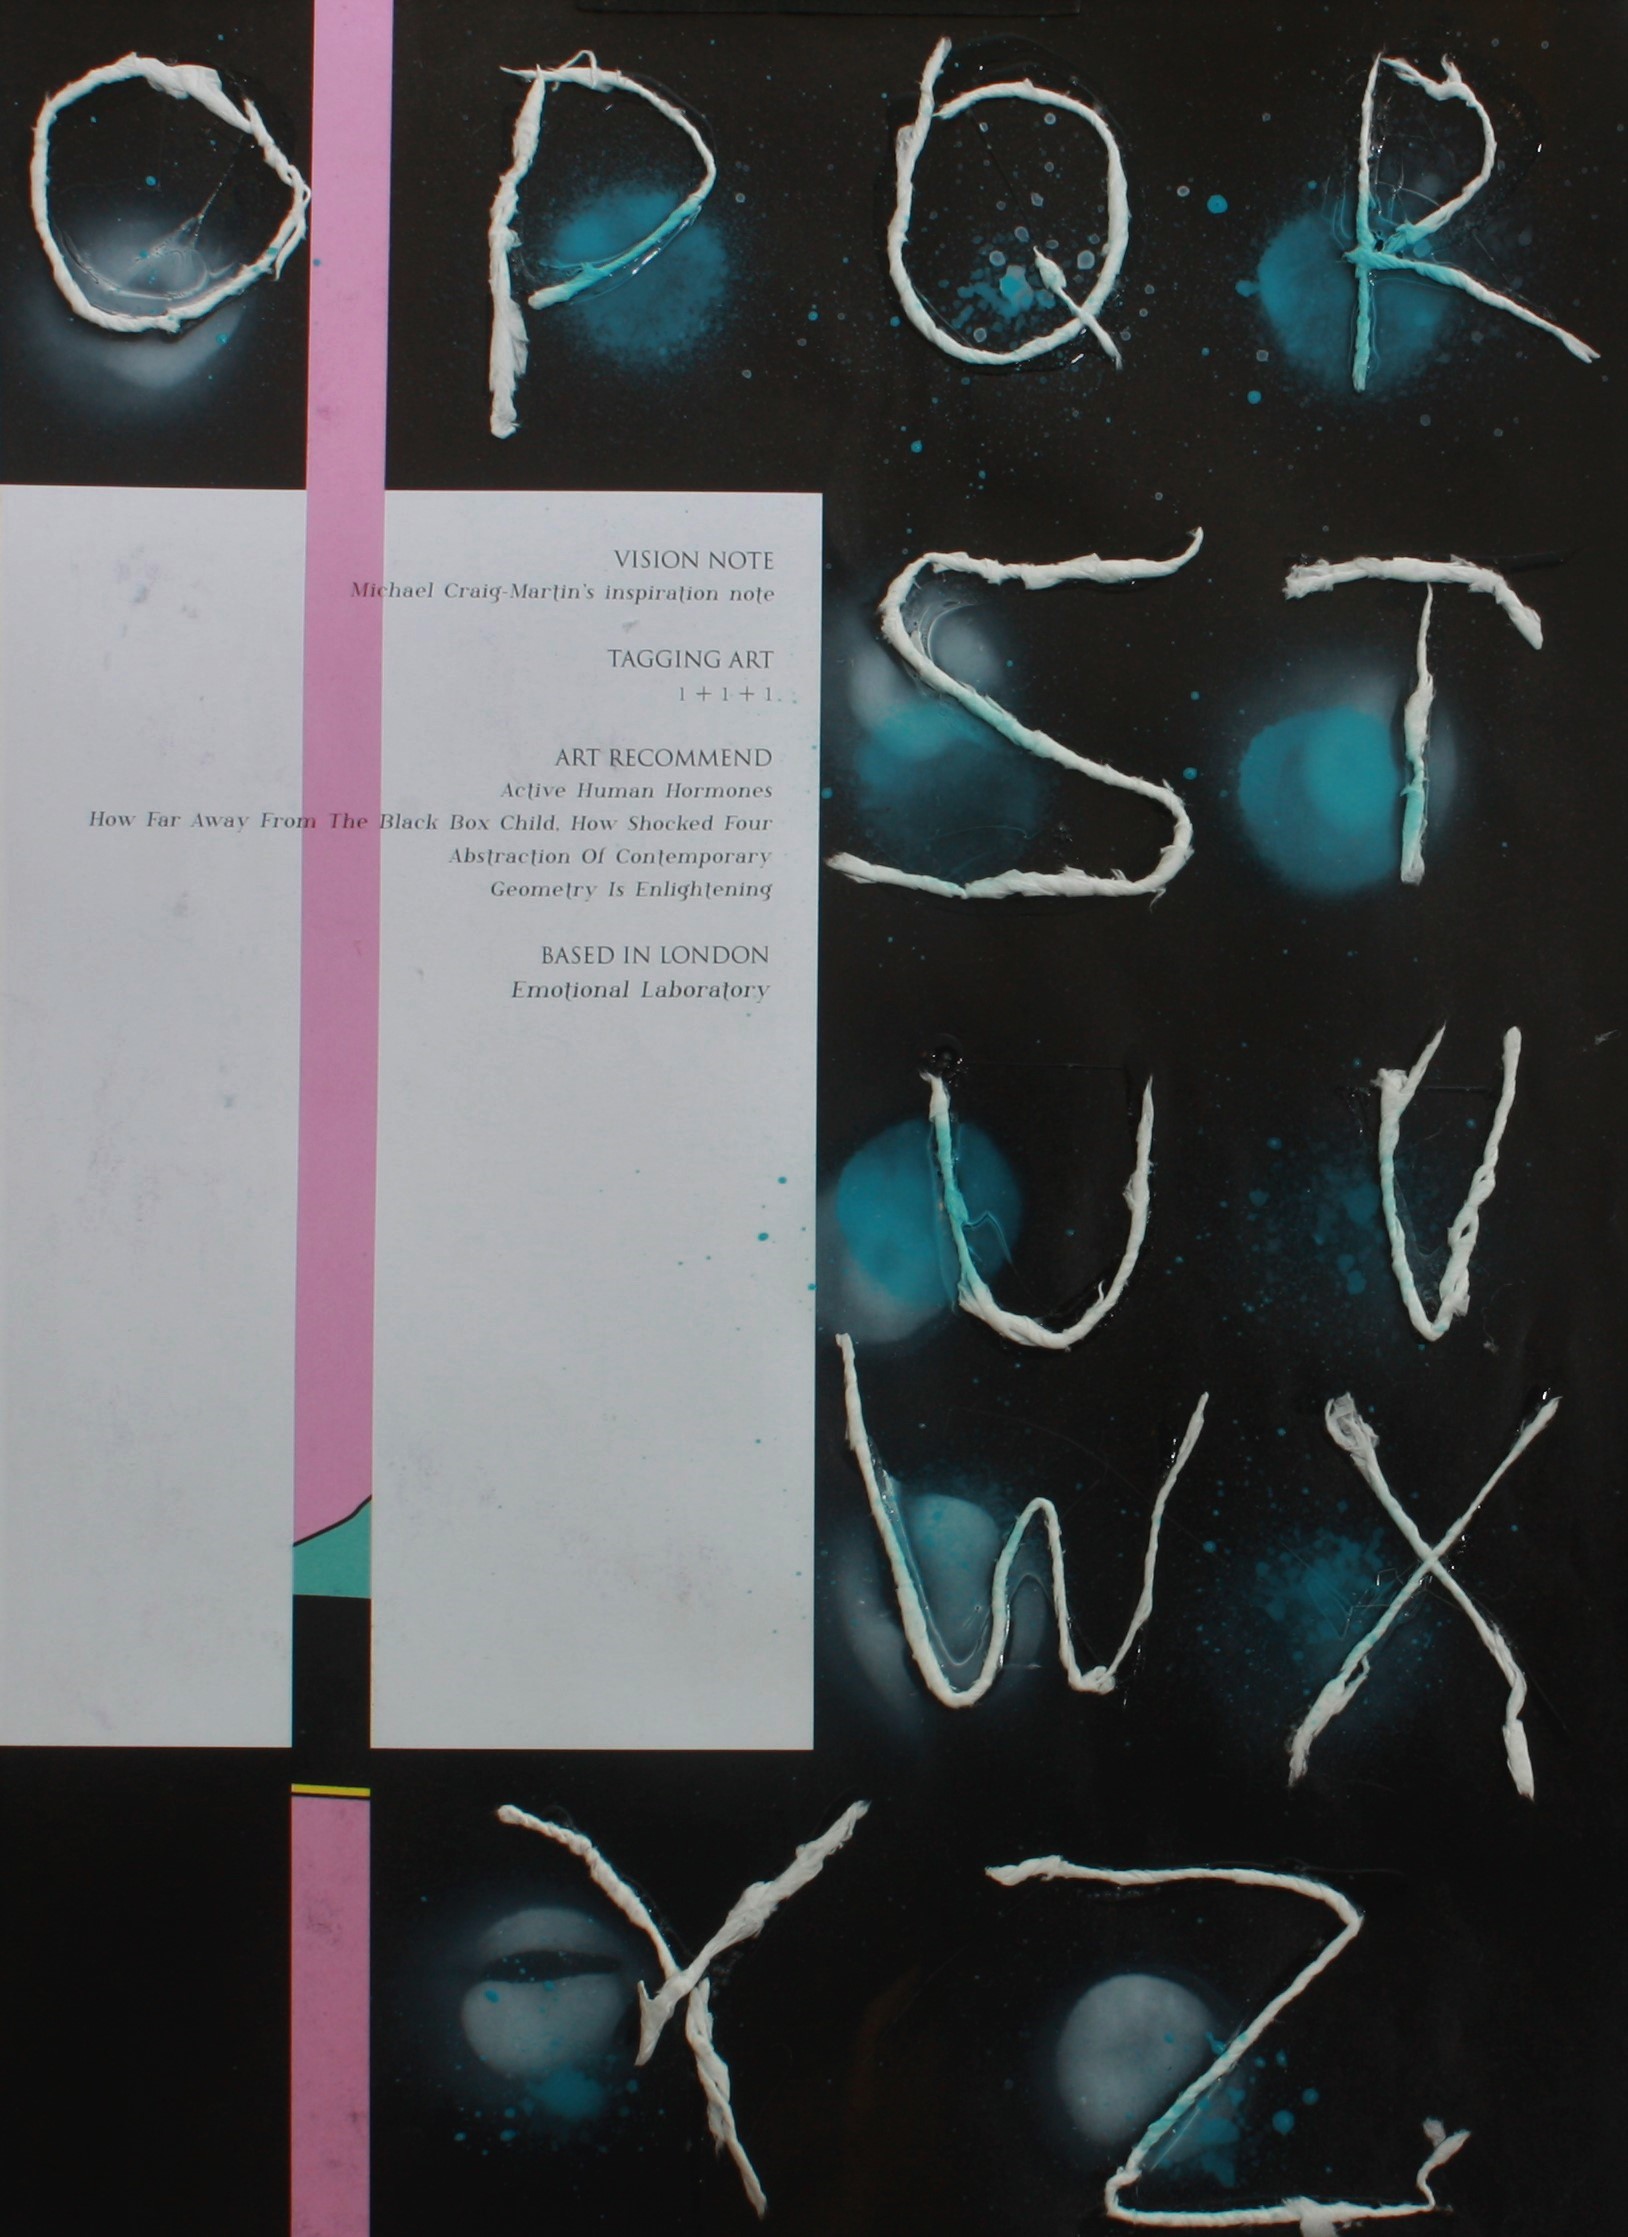 O P Q R
VISION NOTE
Michael Craig-Martin's inspiration note
TAGGING ART
1 + 1 + 1
ART RECOMMEND
Active Human Hormones
How Far Away From The Black Box Child, How Shocked Four
Abstraction Of Contemporary
Geometry Is Enlightening
BASED IN LONDON
Emotional Laboratory
S T
U V
W X
Y Z